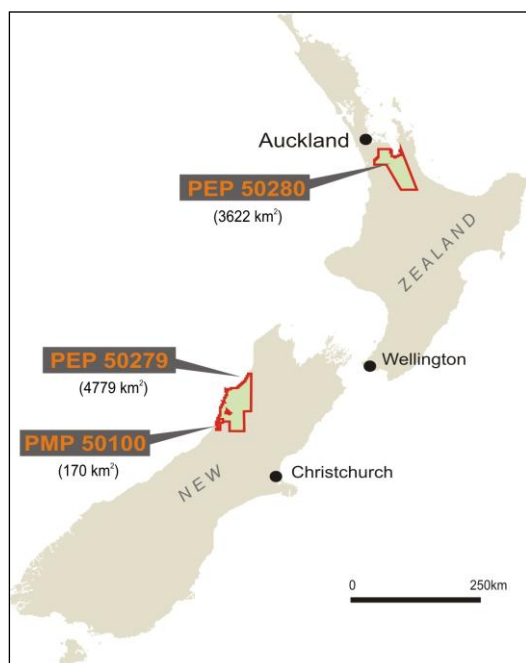 Auckland
PEP 50280
(3622 km²)
ZEALAND
PEP 50279
(4779 km²)
Wellington
PMP 50100
(170 km²)
NEW
Christchurch
0 250km